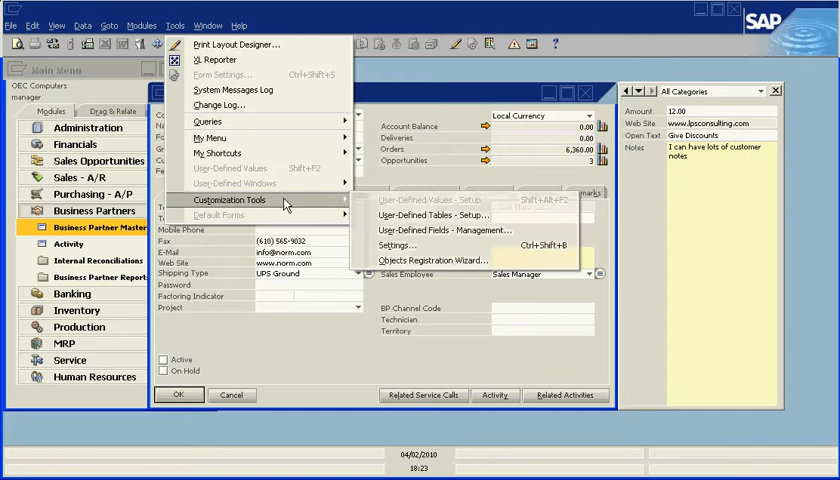 SAP
File Edit View Data Goto Modules Tools Window Help
Main Menu
OEC Computers
manager
Modules Drag & Relate
Administration
Financials
Sales Opportunities
Sales - A/R
Purchasing - A/P
Business Partners
Business Partner Master
Activity
Internal Reconciliations
Business Partner Reports
Banking
Inventory
Production
MRP
Service
Human Resources
Print Layout Designer...
XL Reporter
Form Settings... Ctrl+Shift+S
System Messages Log
Change Log...
Queries
My Menu
My Shortcuts
User-Defined Values Shift+F2
User-Defined Windows
Customization Tools
Default Forms
User-Defined Values - Setup Shift+Alt+F2
User-Defined Tables - Setup...
User-Defined Fields - Management...
Settings... Ctrl+Shift+B
Objects Registration Wizard...
Local Currency
Account Balance 0.00
Deliveries 0.00
Orders 6,360.00
Opportunities 3
Mobile Phone
Fax (610) 565-9032
E-Mail info@norm.com
Web Site www.norm.com
Shipping Type UPS Ground
Password
Factoring Indicator
Project
Sales Employee Sales Manager
BP Channel Code
Technician
Territory
Active
On Hold
OK Cancel Related Service Calls Activity Related Activities
All Categories
Amount 12.00
Web Site www.lpsconsulting.com
Open Text Give Discounts
Notes I can have lots of customer
notes
04/02/2010
18:23